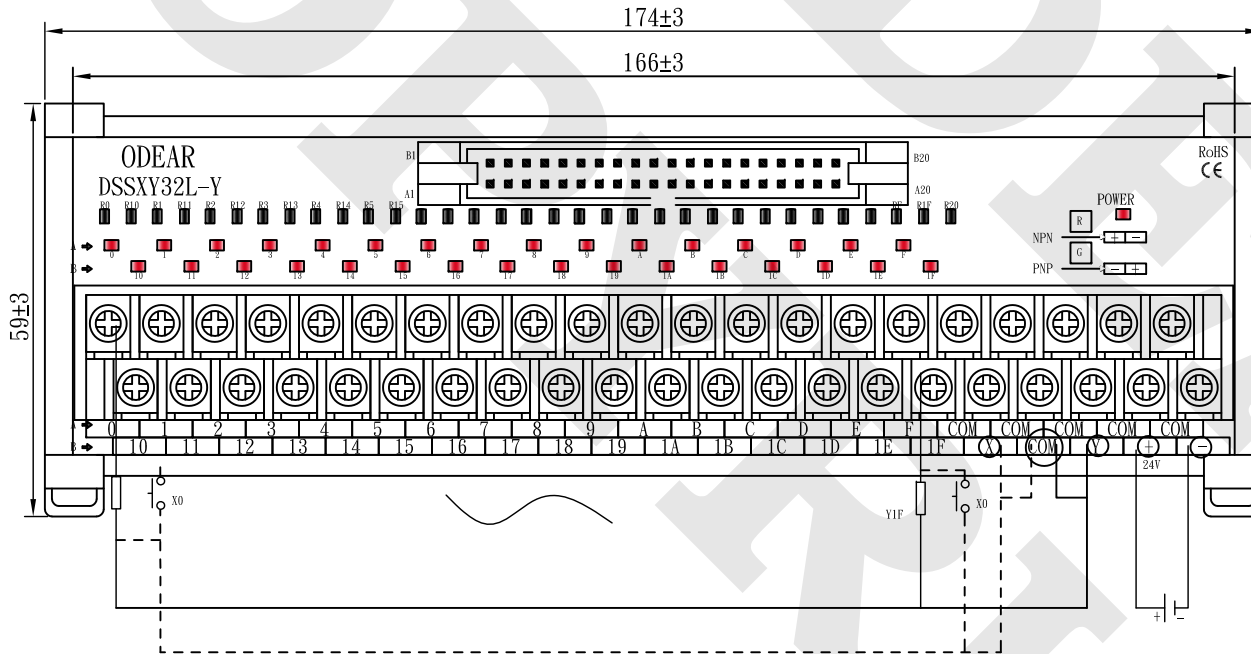 174±3
166±3
59±3
ODEAR
DSSXY32L-Y
B1
A1
B20
A20
RoHS
CE
POWER
R
NPN
+ -
G
PNP
- +
R0 R10 R1 R11 R2 R12 R3 R13 R4 R14 R5 R15 RF R1F R20
A
0 1 2 3 4 5 6 7 8 9 A B C D E F
B
10 11 12 13 14 15 16 17 18 19 1A 1B 1C 1D 1E 1F
A 0 1 2 3 4 5 6 7 8 9 A B C D E F COM COM COM COM COM
B 10 11 12 13 14 15 16 17 18 19 1A 1B 1C 1D 1E 1F X COM Y + -
24V
X0
Y1F
X0
+ -